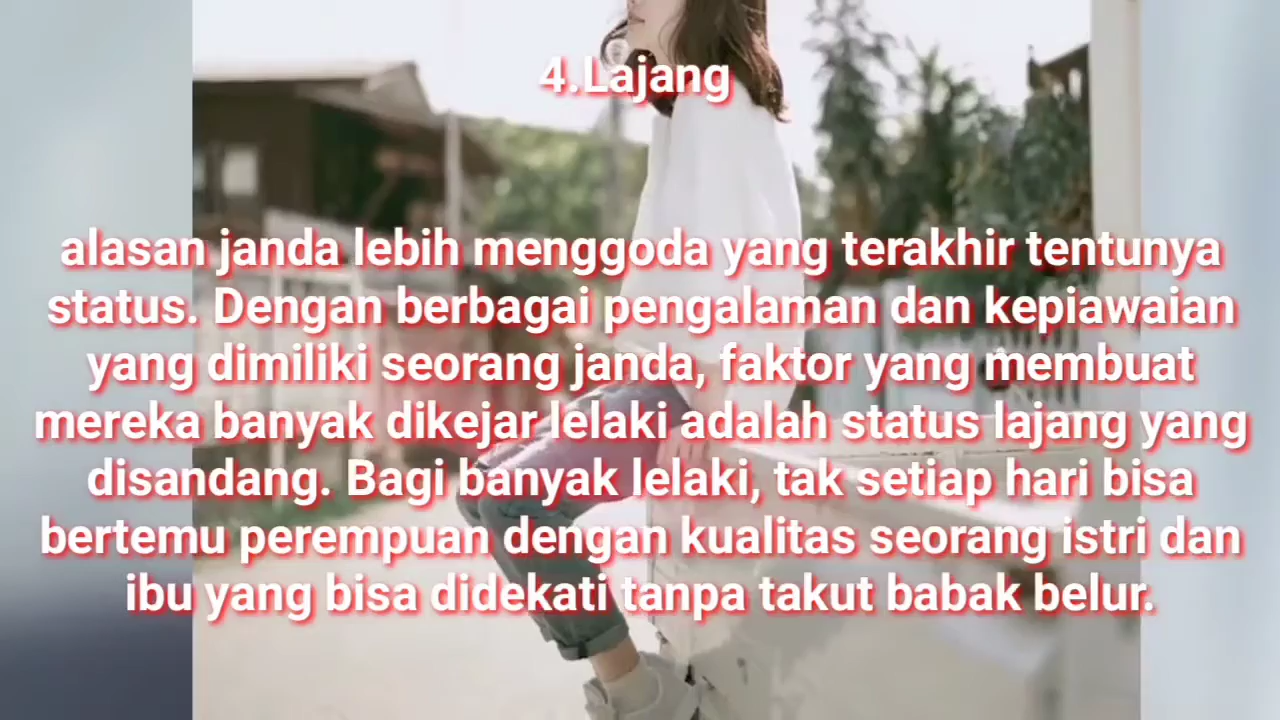 4.Lajang
alasan janda lebih menggoda yang terakhir tentunya
status. Dengan berbagai pengalaman dan kepiawaian
yang dimiliki seorang janda, faktor yang membuat
mereka banyak dikejar lelaki adalah status lajang yang
disandang. Bagi banyak lelaki, tak setiap hari bisa
bertemu perempuan dengan kualitas seorang istri dan
ibu yang bisa didekati tanpa takut babak belur.